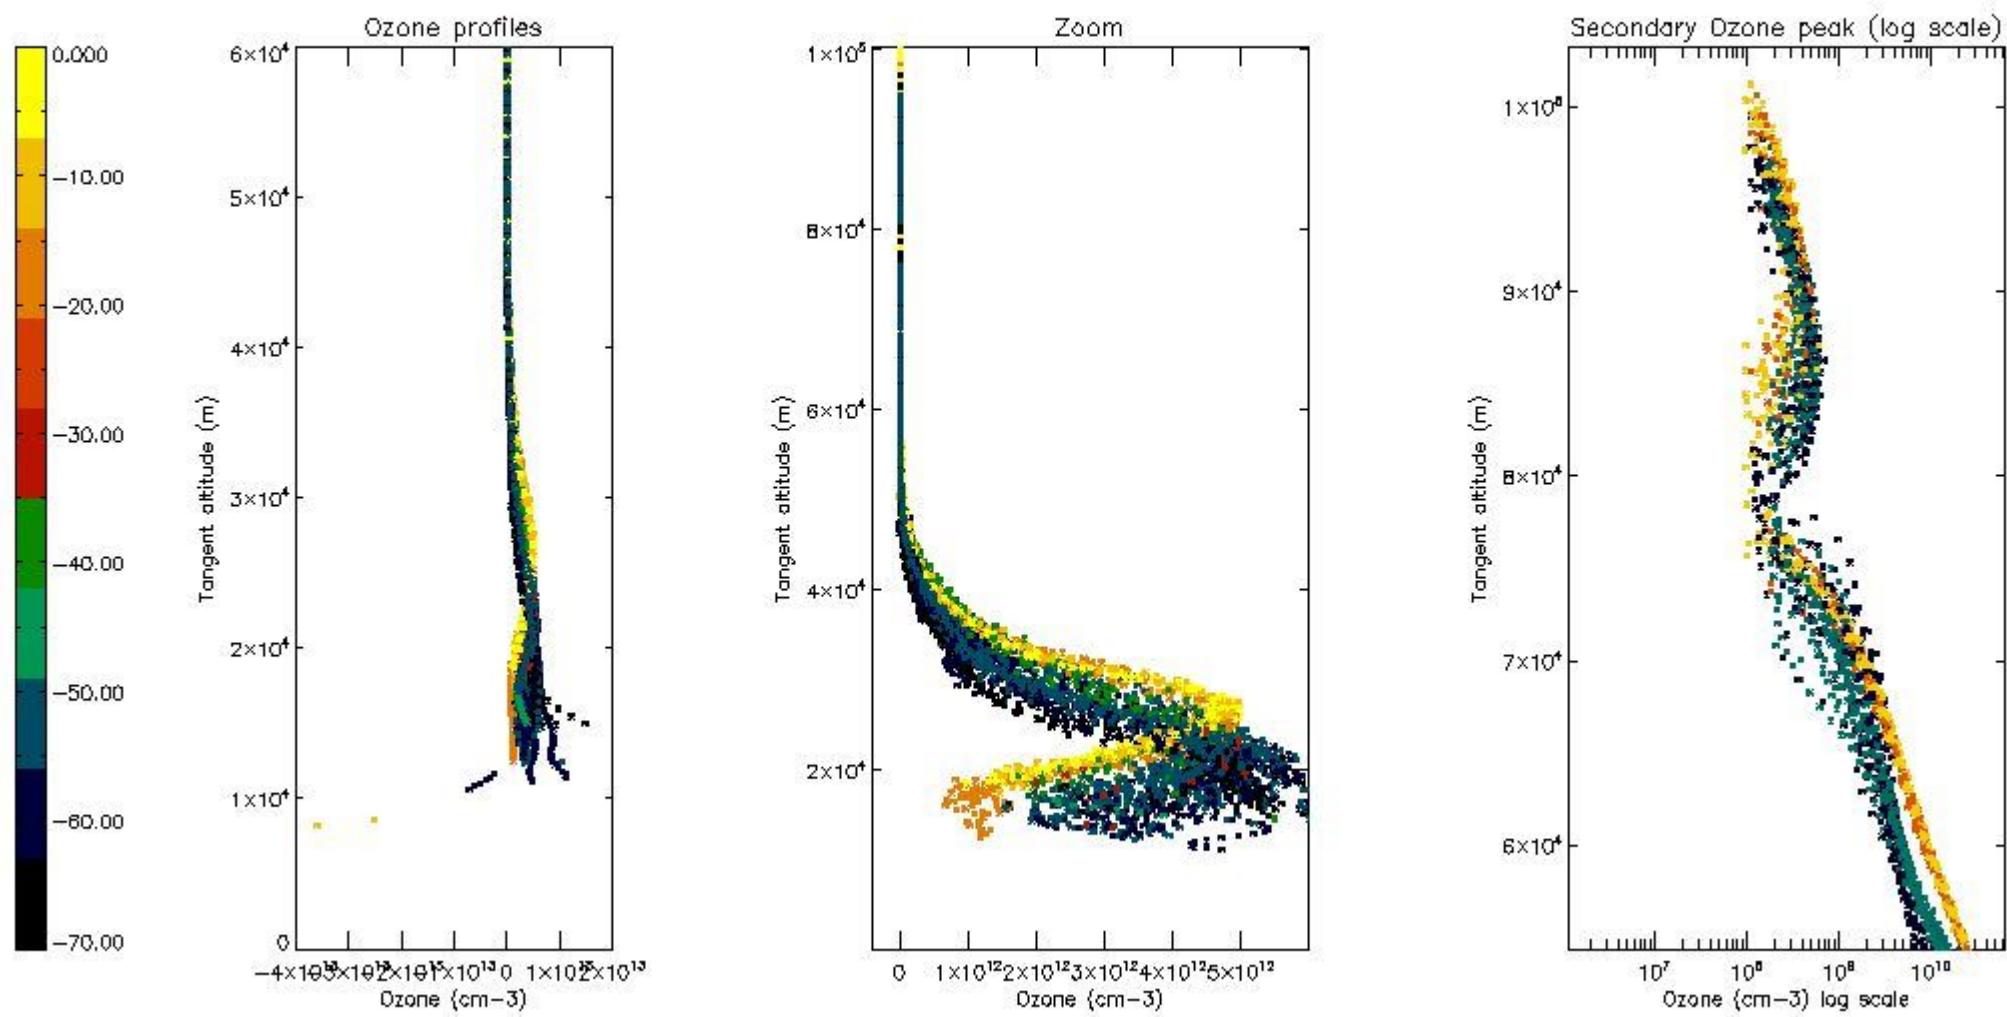 Ozone profiles
Zoom
Secondary Ozone peak (log scale)
0.000
−10.00
−20.00
−30.00
−40.00
−50.00
−60.00
−70.00
6×10⁴
5×10⁴
4×10⁴
3×10⁴
2×10⁴
1×10⁴
0
Tangent altitude (m)
0
Ozone (cm−3)
1×10⁵
8×10⁴
6×10⁴
4×10⁴
2×10⁴
Tangent altitude (m)
0 1×10¹² 2×10¹² 3×10¹² 4×10¹² 5×10¹²
Ozone (cm−3)
9×10⁴
8×10⁴
7×10⁴
6×10⁴
Tangent altitude (m)
10⁷ 10⁸ 10⁹ 10¹⁰
Ozone (cm−3) log scale